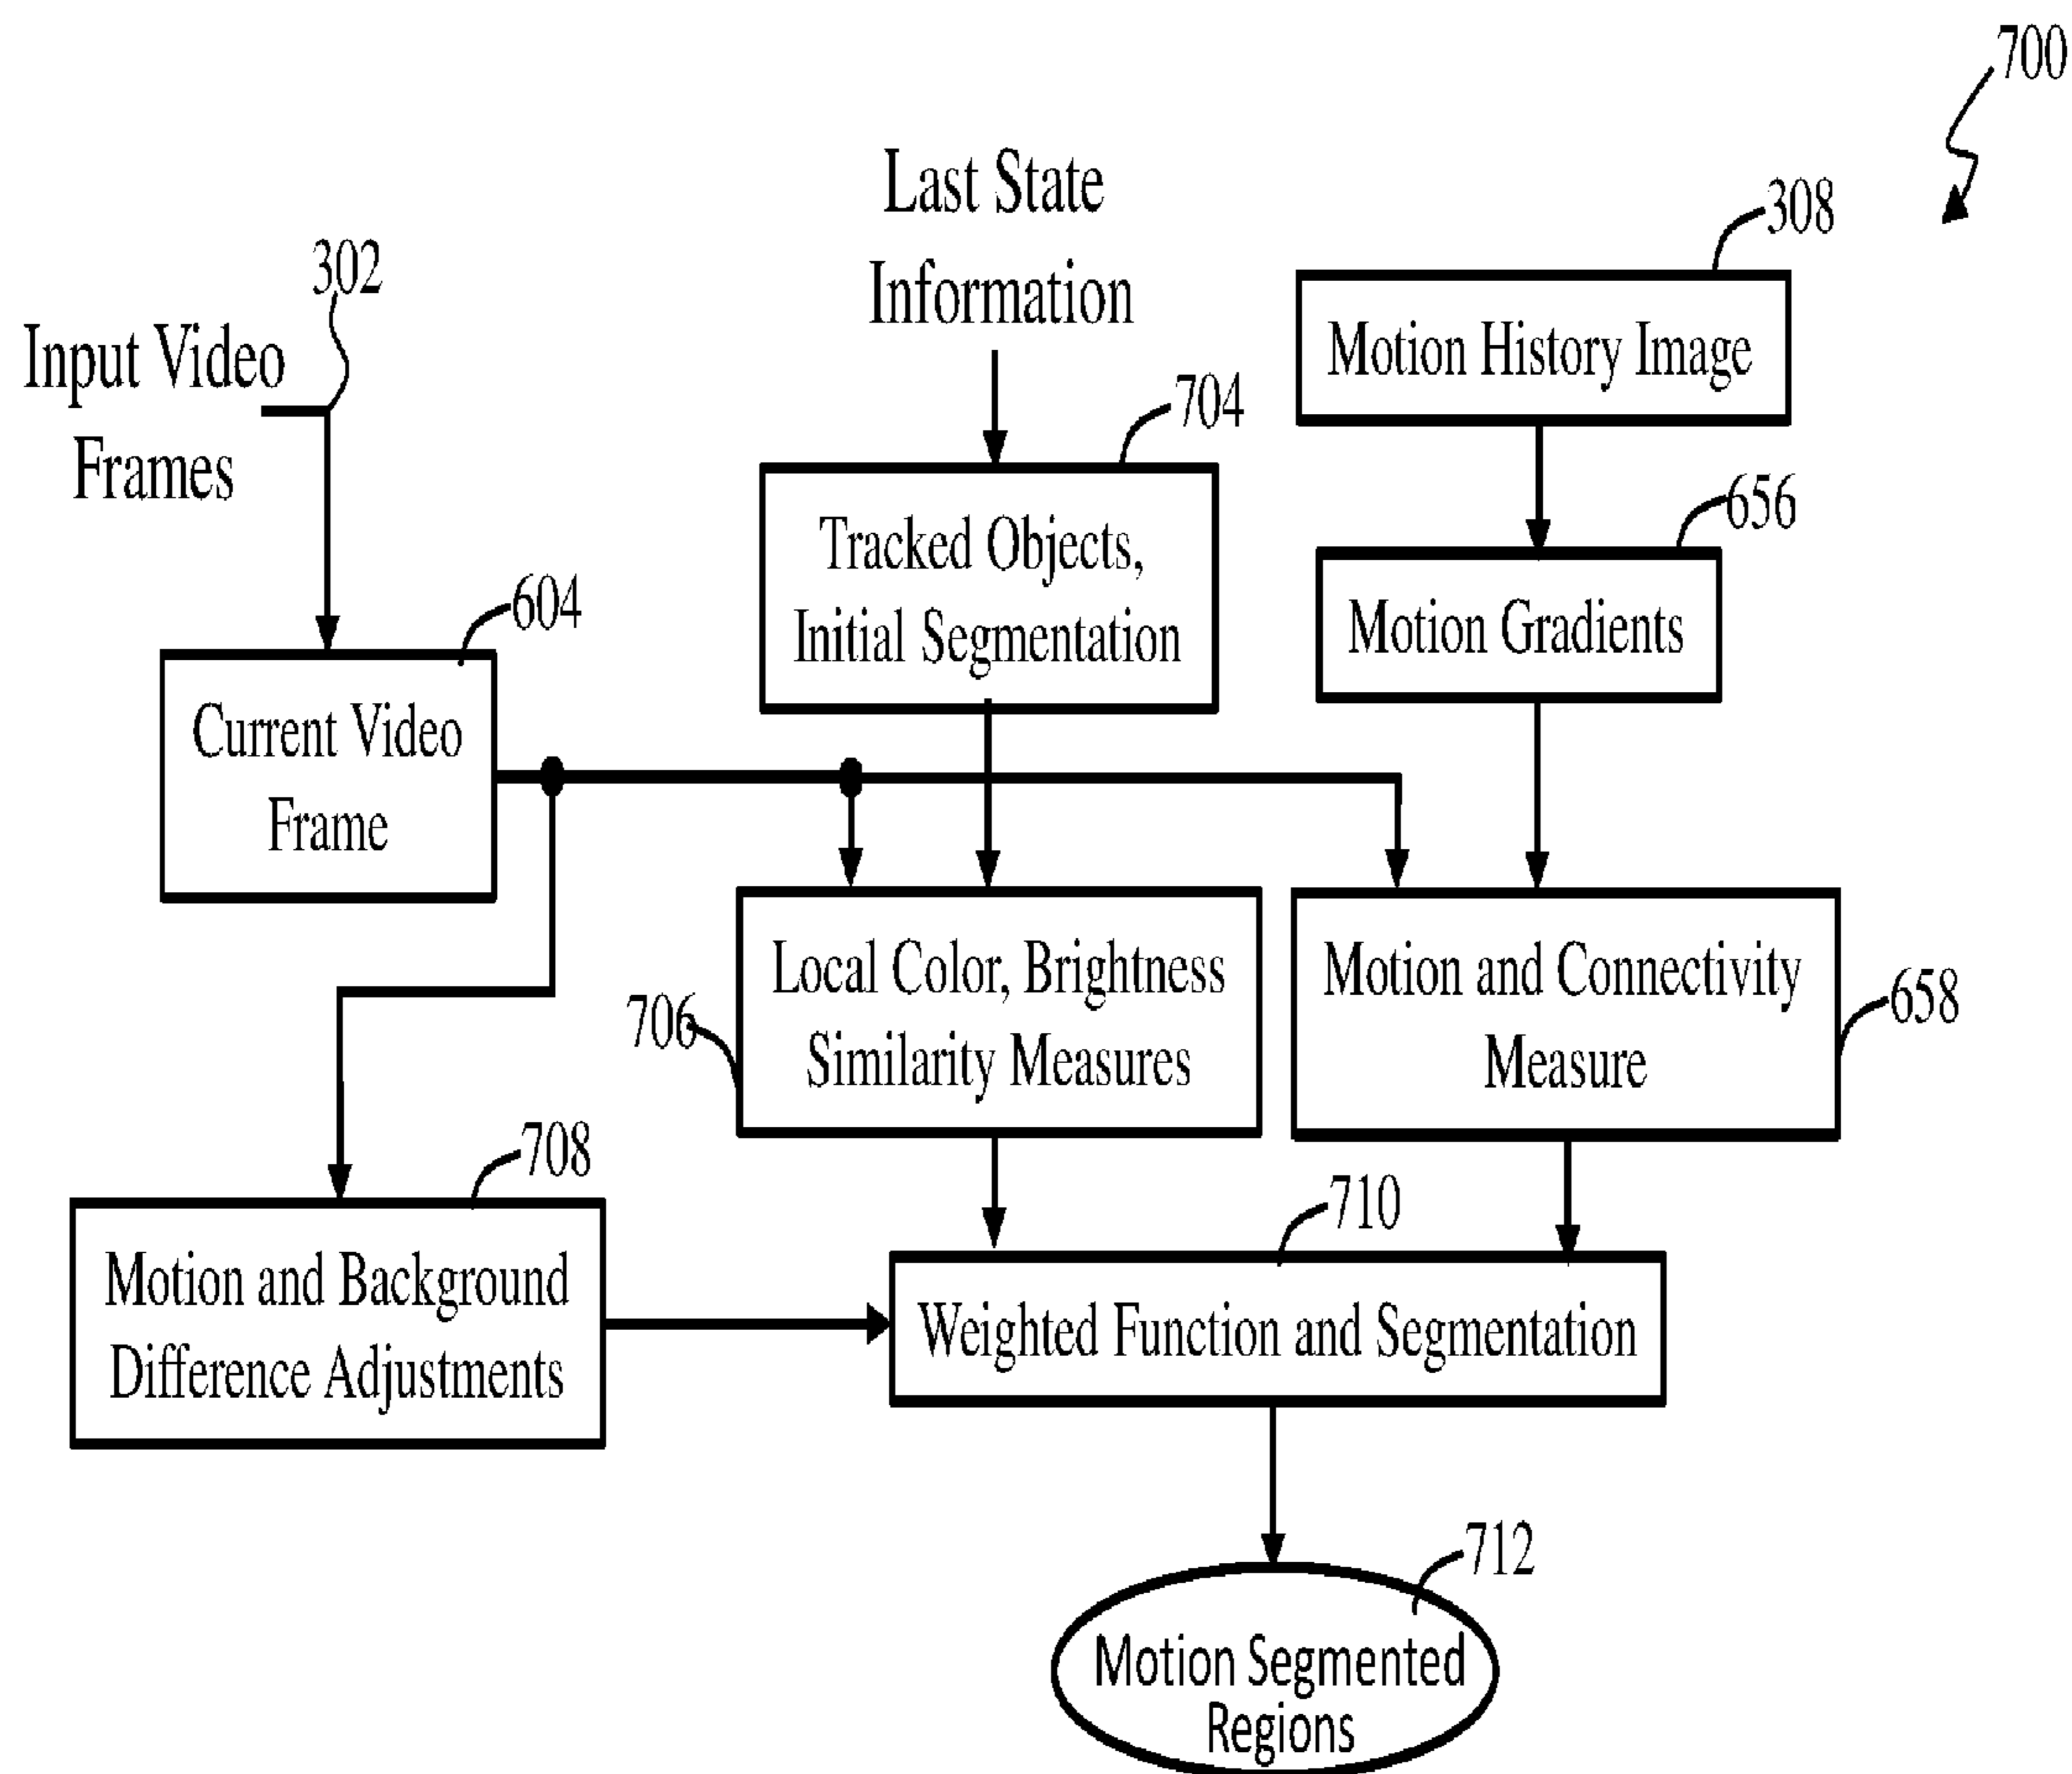 700
Last State
Information
308
Motion History Image
302
Input Video
Frames
704
Tracked Objects,
Initial Segmentation
656
Motion Gradients
604
Current Video
Frame
706
Local Color, Brightness
Similarity Measures
Motion and Connectivity
Measure
658
708
Motion and Background
Difference Adjustments
710
Weighted Function and Segmentation
712
Motion Segmented
Regions